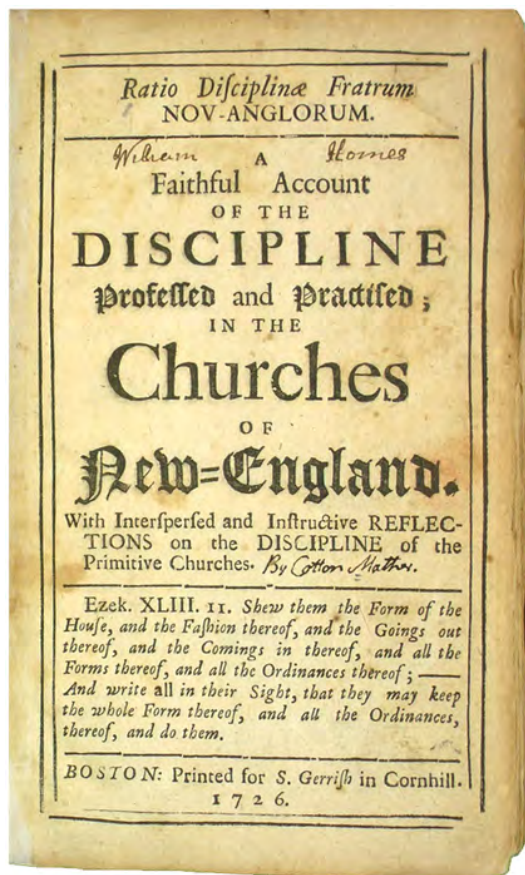 Ratio Diſciplinæ Fratrum
NOV-ANGLORUM.
William A Homes
Faithful Account
OF THE
DISCIPLINE
Profeſſed and Practiſed;
IN THE
Churches
OF
New=England.
With Interſperſed and Inſtructive REFLEC-
TIONS on the DISCIPLINE of the
Primitive Churches. By Cotton Mather.
Ezek. XLIII. 11. Shew them the Form of the
Houſe, and the Faſhion thereof, and the Goings out
thereof, and the Comings in thereof, and all the
Forms thereof, and all the Ordinances thereof; ——
And write all in their Sight, that they may keep
the whole Form thereof, and all the Ordinances,
thereof, and do them.
BOSTON: Printed for S. Gerriſh in Cornhill.
1726.